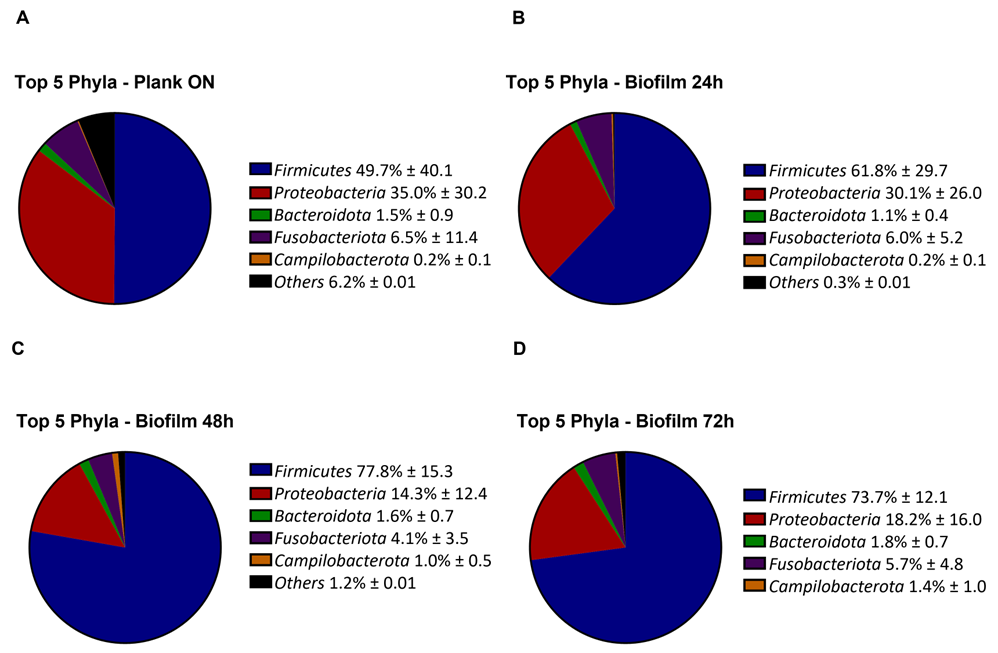 A
Top 5 Phyla - Plank ON
Firmicutes 49.7% ± 40.1
Proteobacteria 35.0% ± 30.2
Bacteroidota 1.5% ± 0.9
Fusobacteriota 6.5% ± 11.4
Campilobacterota 0.2% ± 0.1
Others 6.2% ± 0.01
B
Top 5 Phyla - Biofilm 24h
Firmicutes 61.8% ± 29.7
Proteobacteria 30.1% ± 26.0
Bacteroidota 1.1% ± 0.4
Fusobacteriota 6.0% ± 5.2
Campilobacterota 0.2% ± 0.1
Others 0.3% ± 0.01
C
Top 5 Phyla - Biofilm 48h
Firmicutes 77.8% ± 15.3
Proteobacteria 14.3% ± 12.4
Bacteroidota 1.6% ± 0.7
Fusobacteriota 4.1% ± 3.5
Campilobacterota 1.0% ± 0.5
Others 1.2% ± 0.01
D
Top 5 Phyla - Biofilm 72h
Firmicutes 73.7% ± 12.1
Proteobacteria 18.2% ± 16.0
Bacteroidota 1.8% ± 0.7
Fusobacteriota 5.7% ± 4.8
Campilobacterota 1.4% ± 1.0